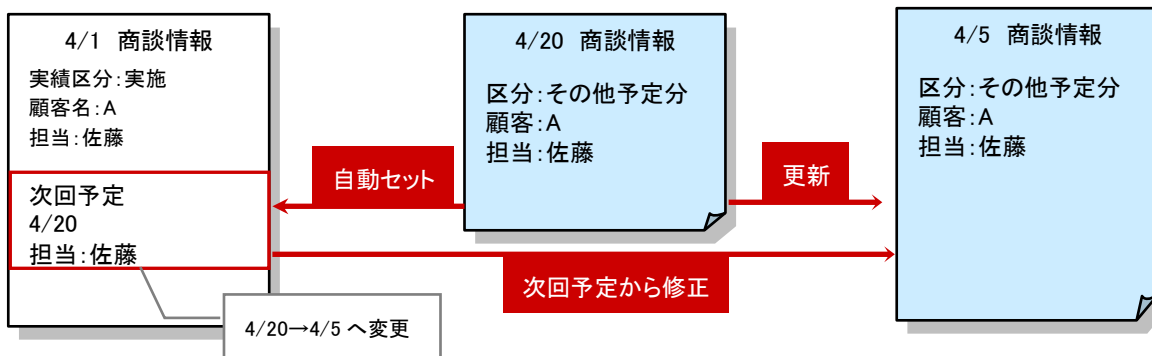 4/1 商談情報
実績区分:実施
顧客名:A
担当:佐藤
次回予定
4/20
担当:佐藤
4/20→4/5 へ変更
自動セット
4/20 商談情報
区分:その他予定分
顧客:A
担当:佐藤
更新
次回予定から修正
4/5 商談情報
区分:その他予定分
顧客:A
担当:佐藤